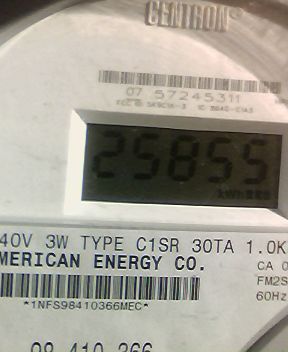 CENTRON®
07 57245311
25855
kWh
40V 3W TYPE C1SR 30TA 1.0K
MERICAN ENERGY CO.
CA 0
FM2S
60Hz
*1NFS98410366MEC*
98 410 366